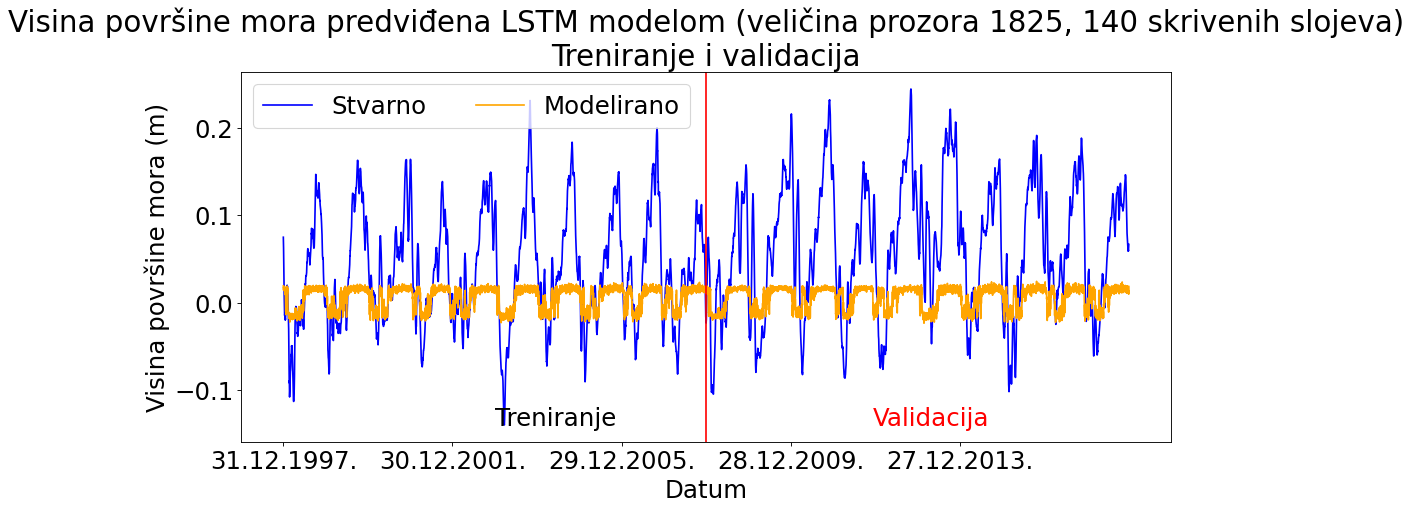 Visina površine mora predviđena LSTM modelom (veličina prozora 1825, 140 skrivenih slojeva)
Treniranje i validacija
Stvarno Modelirano
Visina površine mora (m)
0.2
0.1
0.0
−0.1
Treniranje Validacija
31.12.1997. 30.12.2001. 29.12.2005. 28.12.2009. 27.12.2013.
Datum